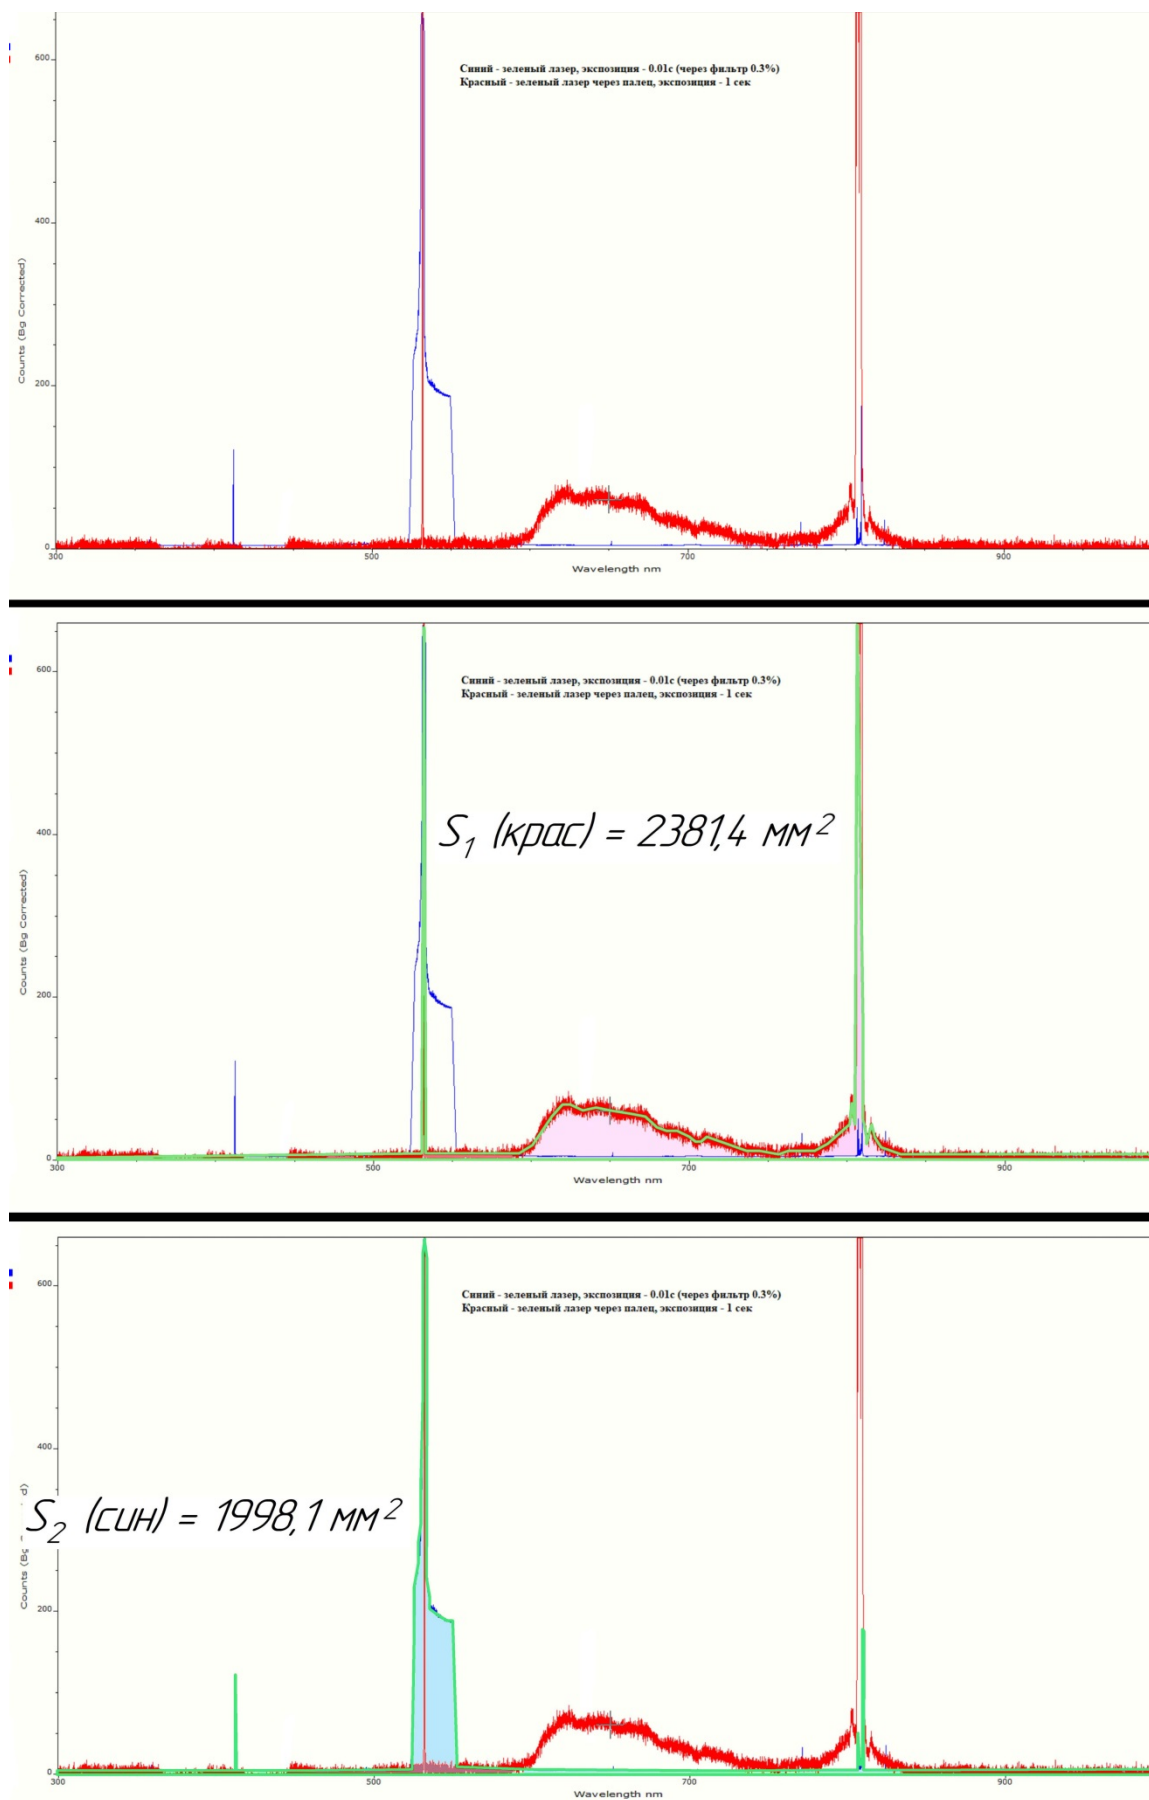 600
Синий - зеленый лазер, экспозиция - 0.01с (через фильтр 0.3%)
Красный - зеленый лазер через палец, экспозиция - 1 сек
400
Counts (Bg Corrected)
200
0
300
500
700
900
Wavelength nm
600
Синий - зеленый лазер, экспозиция - 0.01с (через фильтр 0.3%)
Красный - зеленый лазер через палец, экспозиция - 1 сек
S₁ (крас) = 2381,4 мм²
400
Counts (Bg Corrected)
200
0
300
500
700
900
Wavelength nm
600
Синий - зеленый лазер, экспозиция - 0.01с (через фильтр 0.3%)
Красный - зеленый лазер через палец, экспозиция - 1 сек
400
S₂ (син) = 1998,1 мм²
Counts (Bg
d)
200
0
300
500
700
900
Wavelength nm